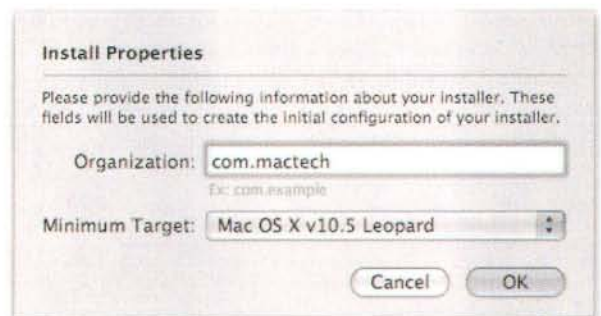 Install Properties
Please provide the following information about your installer. These
fields will be used to create the initial configuration of your installer.
Organization: com.mactech
Ex: com.example
Minimum Target: Mac OS X v10.5 Leopard
Cancel OK